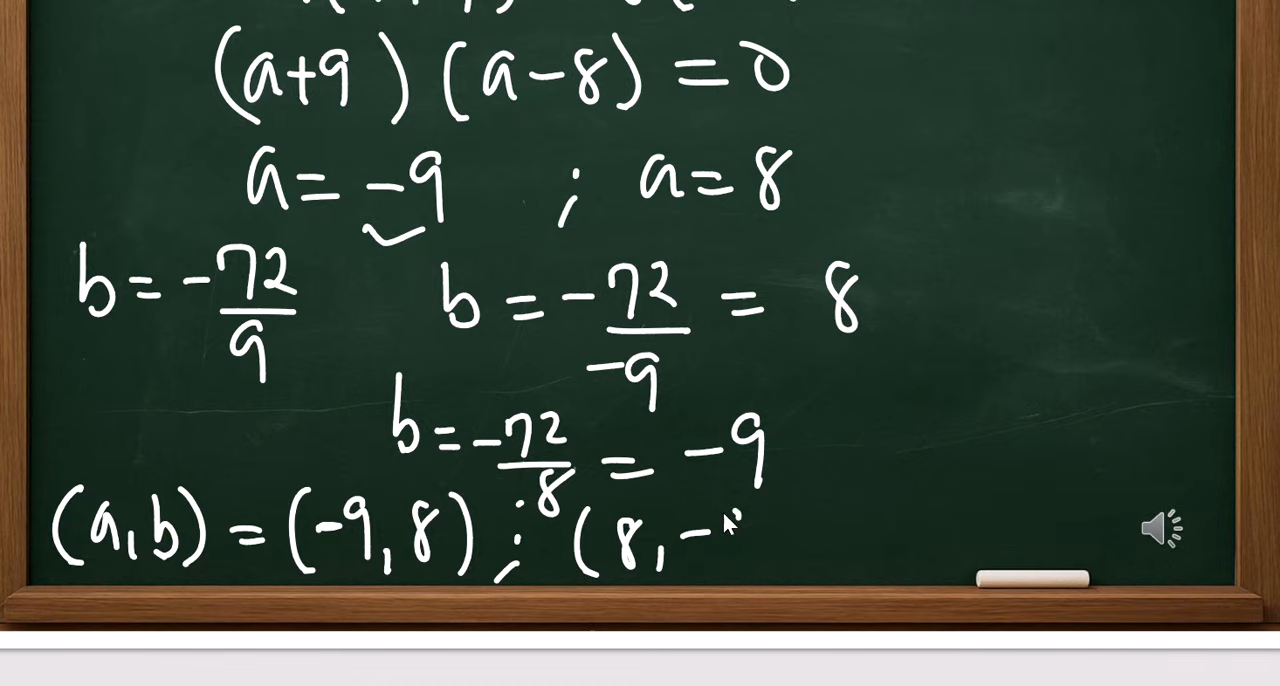 (a+9) (a-8) = 0
a = -9 ; a = 8
b = -72/9 b = -72/-9 = 8
b = -72/8 = -9
(a,b) = (-9,8) ; (8,-